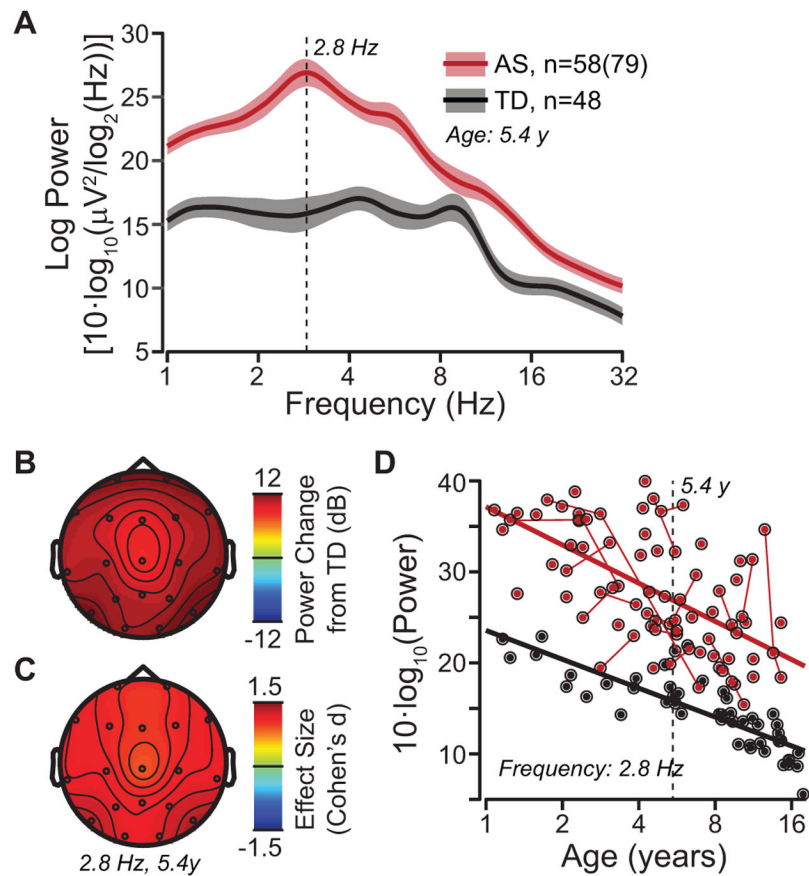 A
30
25
20
15
10
5
Log Power
[10·log10(μV2/log2(Hz))]
2.8 Hz
AS, n=58(79)
TD, n=48
Age: 5.4 y
1 2 4 8 16 32
Frequency (Hz)
B
12
-12
Power Change
from TD (dB)
C
1.5
-1.5
Effect Size
(Cohen's d)
2.8 Hz, 5.4y
D
40
30
20
10
10·log10(Power)
5.4 y
Frequency: 2.8 Hz
1 2 4 8 16
Age (years)